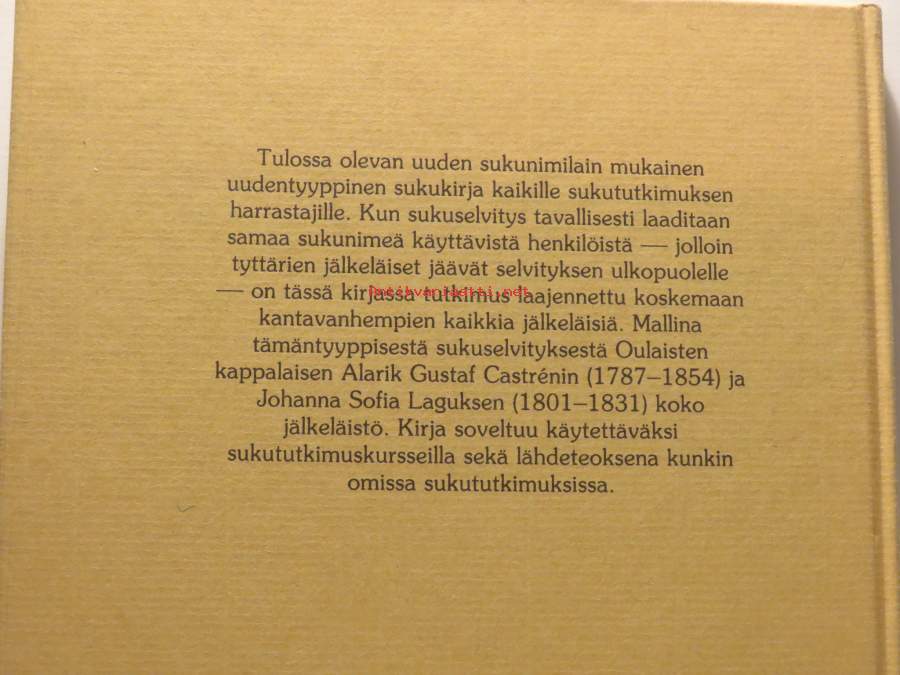 Tulossa olevan uuden sukunimilain mukainen
uudentyyppinen sukukirja kaikille sukututkimuksen
harrastajille. Kun sukuselvitys tavallisesti laaditaan
samaa sukunimeä käyttävistä henkilöistä — jolloin
tyttärien jälkeläiset jäävät selvityksen ulkopuolelle
— on tässä kirjassa tutkimus laajennettu koskemaan
Antikvariaatti.net
kantavanhempien kaikkia jälkeläisiä. Mallina
tämäntyyppisestä sukuselvityksestä Oulaisten
kappalaisen Alarik Gustaf Castrénin (1787–1854) ja
Johanna Sofia Laguksen (1801–1831) koko
jälkeläistö. Kirja soveltuu käytettäväksi
sukututkimuskursseilla sekä lähdeteoksena kunkin
omissa sukututkimuksissa.